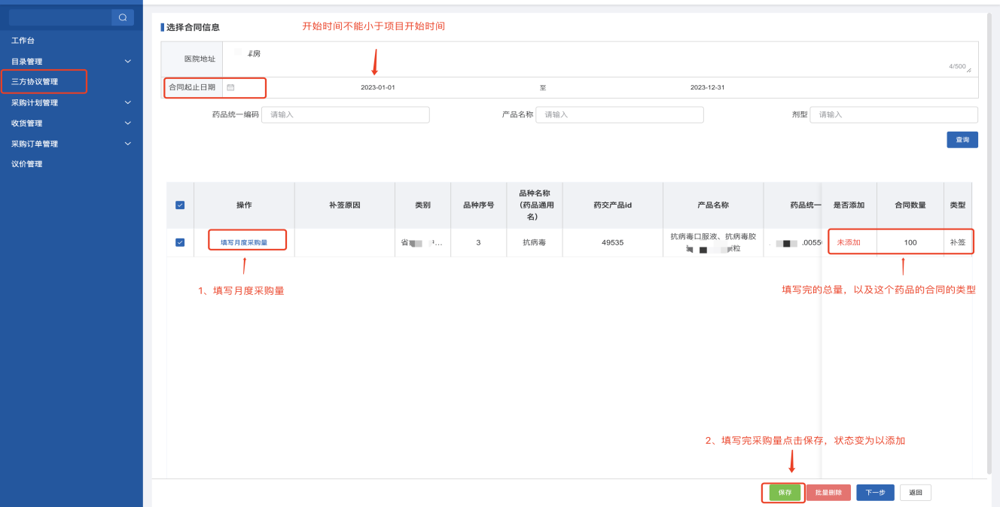 工作台
目录管理
三方协议管理
采购计划管理
收货管理
采购订单管理
议价管理
选择合同信息
开始时间不能小于项目开始时间
医院地址
房
4/500
合同起止日期
2023-01-01 至 2023-12-31
药品统一编码 请输入 产品名称 请输入 剂型 请输入
查询
操作 补签原因 类别 品种序号 品种名称（药品通用名） 药交产品id 产品名称 药品统一 是否添加 合同数量 类型
填写月度采购量 省 ... 3 抗病毒 49535 抗病毒口服液、抗病毒胶 粒 .0055 未添加 100 补签
1、填写月度采购量
填写完的总量，以及这个药品的合同的类型
2、填写完采购量点击保存，状态变为以添加
保存 批量删除 下一步 返回